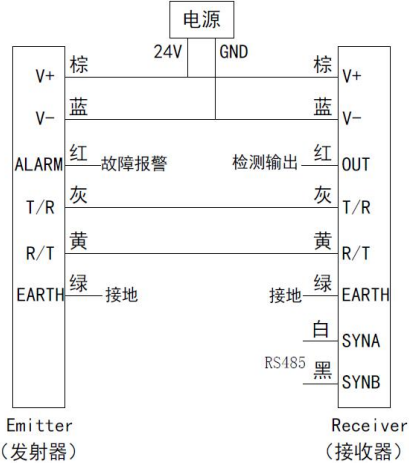 电源
24V GND
V+ 棕 棕 V+
V- 蓝 蓝 V-
ALARM 红 故障报警 检测输出 红 OUT
T/R 灰 灰 T/R
R/T 黄 黄 R/T
EARTH 绿 接地 接地 绿 EARTH
白 SYNA
RS485 黑 SYNB
Emitter Receiver
(发射器) (接收器)